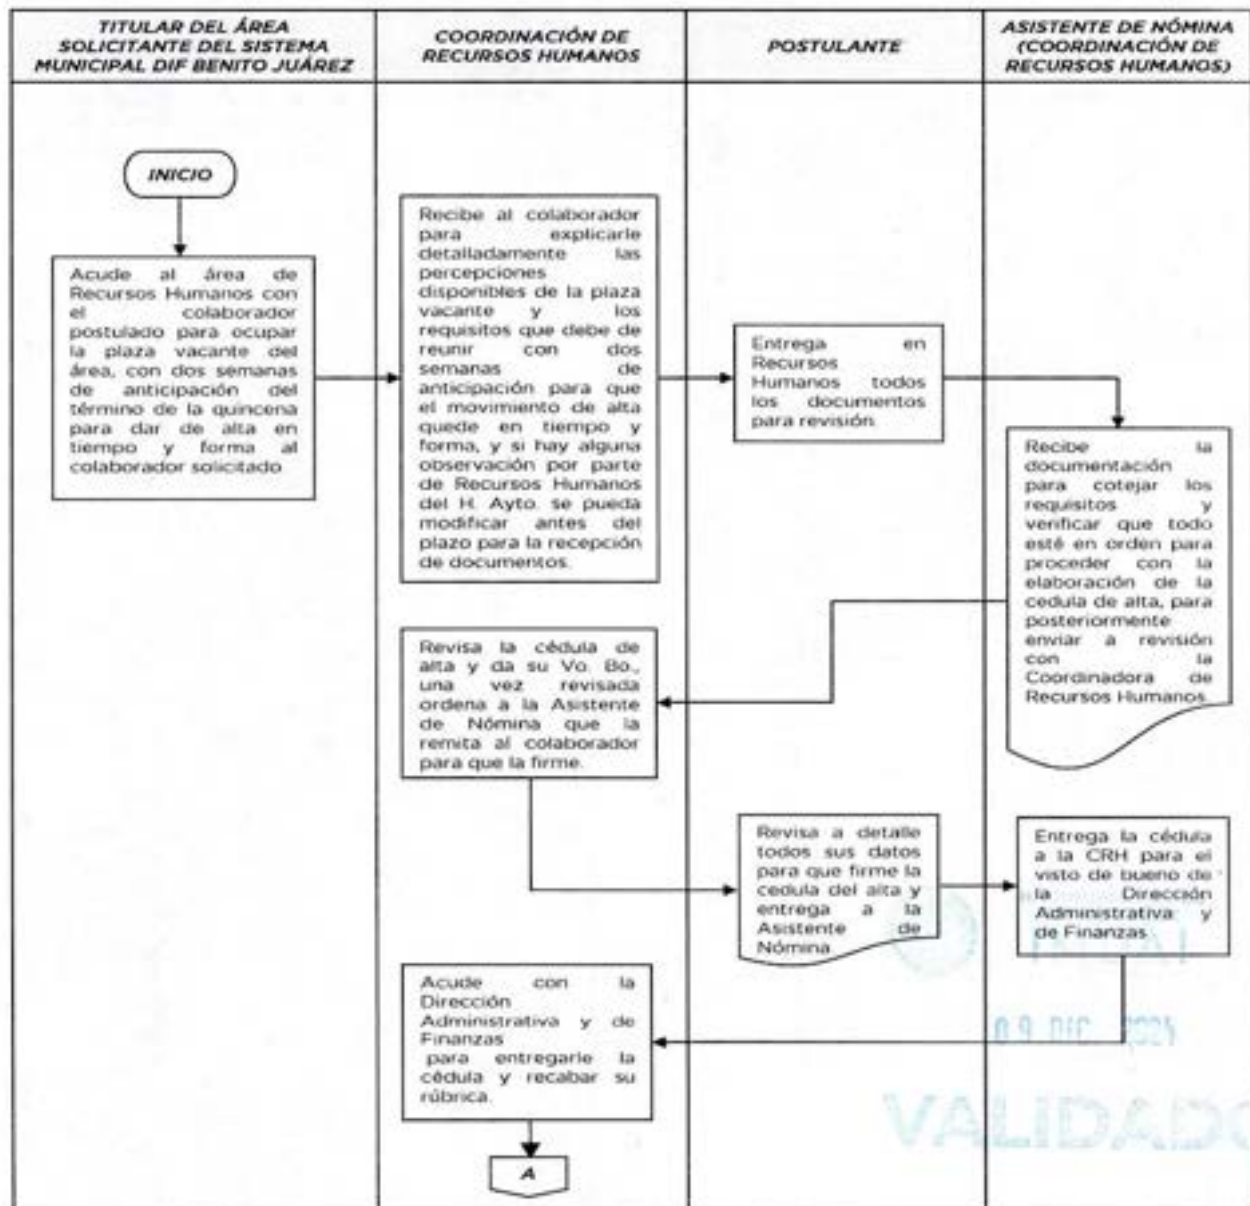 TITULAR DEL ÁREA
SOLICITANTE DEL SISTEMA
MUNICIPAL DIF BENITO JUÁREZ
COORDINACIÓN DE
RECURSOS HUMANOS
POSTULANTE
ASISTENTE DE NÓMINA
(COORDINACIÓN DE
RECURSOS HUMANOS)
INICIO
Acude al área de
Recursos Humanos con
el colaborador
postulado para ocupar
la plaza vacante del
área, con dos semanas
de anticipación del
término de la quincena
para dar de alta en
tiempo y forma al
colaborador solicitado
Recibe al colaborador
para explicarle
detalladamente las
percepciones
disponibles de la plaza
vacante y los
requisitos que debe de
reunir con dos
semanas de
anticipación para que
el movimiento de alta
quede en tiempo y
forma, y si hay alguna
observación por parte
de Recursos Humanos
del H. Ayto. se pueda
modificar antes del
plazo para la recepción
de documentos.
Entrega en
Recursos
Humanos todos
los documentos
para revisión.
Recibe la
documentación
para cotejar los
requisitos y
verificar que todo
esté en orden para
proceder con la
elaboración de la
cedula de alta, para
posteriormente
enviar a revisión
con la
Coordinadora de
Recursos Humanos
Revisa la cédula de
alta y da su Vo. Bo.,
una vez revisada
ordena a la Asistente
de Nómina que la
remita al colaborador
para que la firme.
Revisa a detalle
todos sus datos
para que firme la
cedula del alta y
entrega a la
Asistente de
Nómina
Entrega la cédula
a la CRH para el
visto de bueno de
la Dirección
Administrativa y
de Finanzas
Acude con la
Dirección
Administrativa y de
Finanzas
para entregarle la
cédula y recabar su
rúbrica.
A
09 DIC
VALIDADO